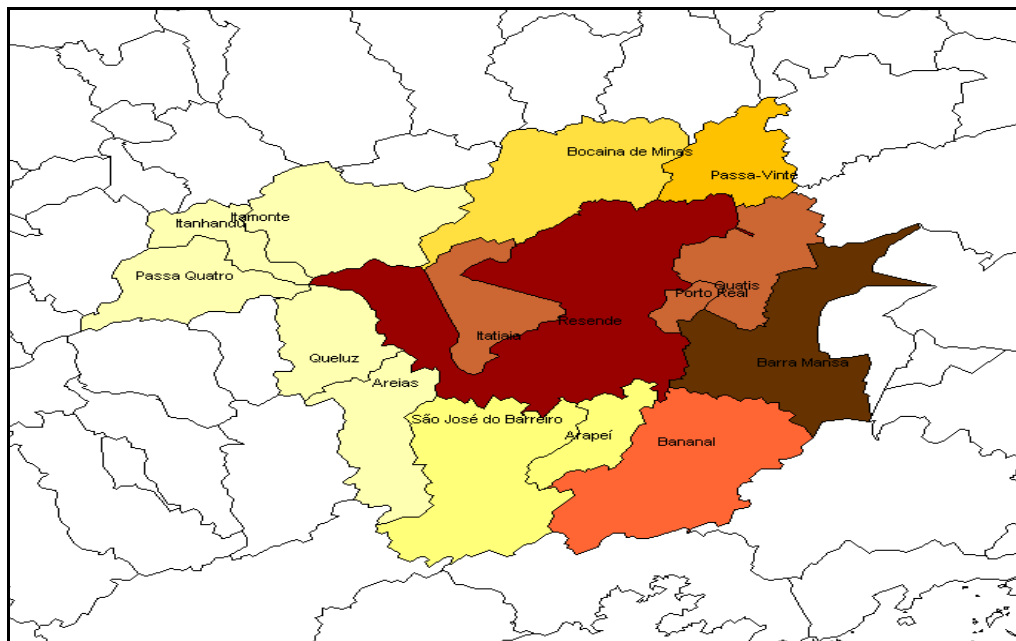 Bocaina de Minas
Passa-Vinte
Itamonte
Itanhandu
Passa Quatro
Quatis
Porto Real
Resende
Itatiaia
Queluz
Barra Mansa
Areias
São José do Barreiro
Arapeí
Bananal